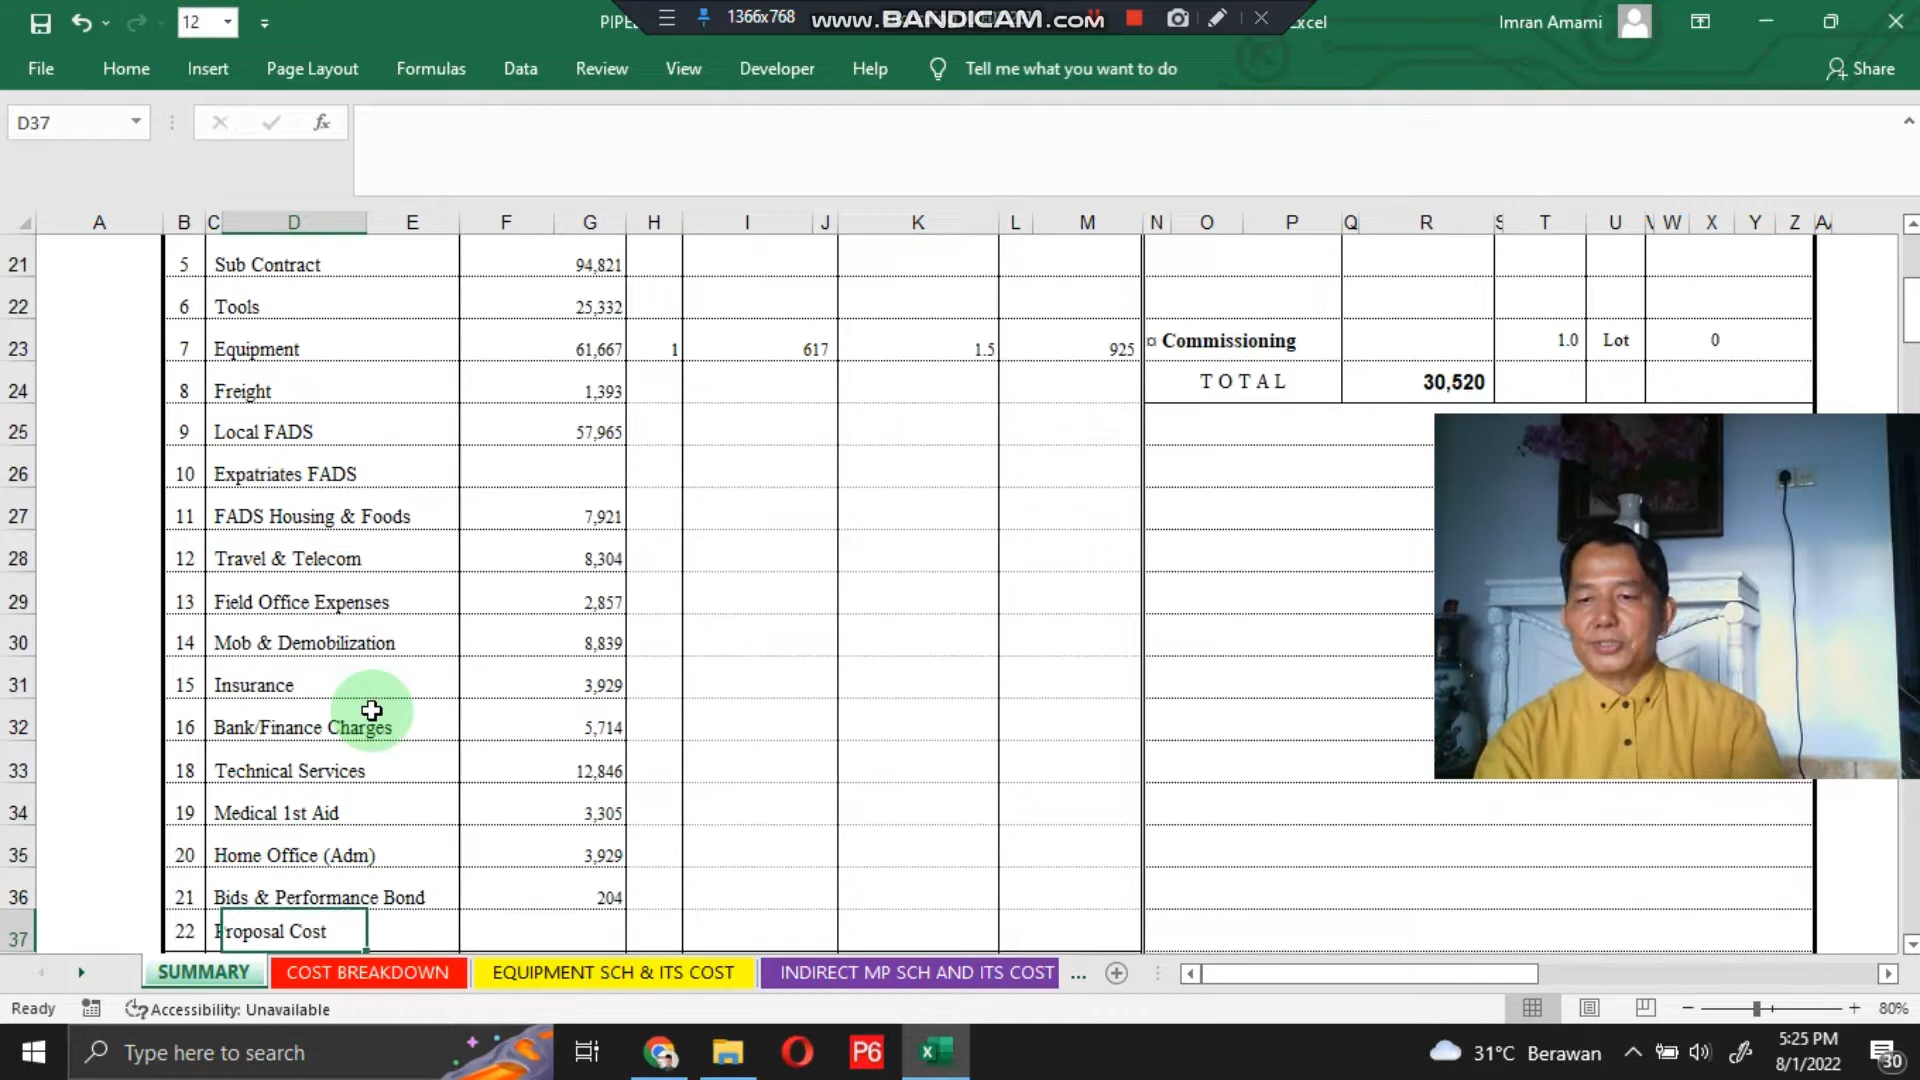 12
PIPEL
1366x768
www.BANDICAM.com
Excel
Imran Amami
File Home Insert Page Layout Formulas Data Review View Developer Help Tell me what you want to do
Share
D37
fx
A B C D E F G H I J K L M N O P Q R S T U V W X Y Z A
21 5 Sub Contract 94,821
22 6 Tools 25,332
23 7 Equipment 61,667 1 617 1.5 925 ¤ Commissioning 1.0 Lot 0
24 8 Freight 1,393 T O T A L 30,520
25 9 Local FADS 57,965
26 10 Expatriates FADS
27 11 FADS Housing & Foods 7,921
28 12 Travel & Telecom 8,304
29 13 Field Office Expenses 2,857
30 14 Mob & Demobilization 8,839
31 15 Insurance 3,929
32 16 Bank/Finance Charges 5,714
33 18 Technical Services 12,846
34 19 Medical 1st Aid 3,305
35 20 Home Office (Adm) 3,929
36 21 Bids & Performance Bond 204
37 22 Proposal Cost
SUMMARY COST BREAKDOWN EQUIPMENT SCH & ITS COST INDIRECT MP SCH AND ITS COST ...
Ready Accessibility: Unavailable 80%
Type here to search
P6
31°C Berawan
5:25 PM
8/1/2022
30